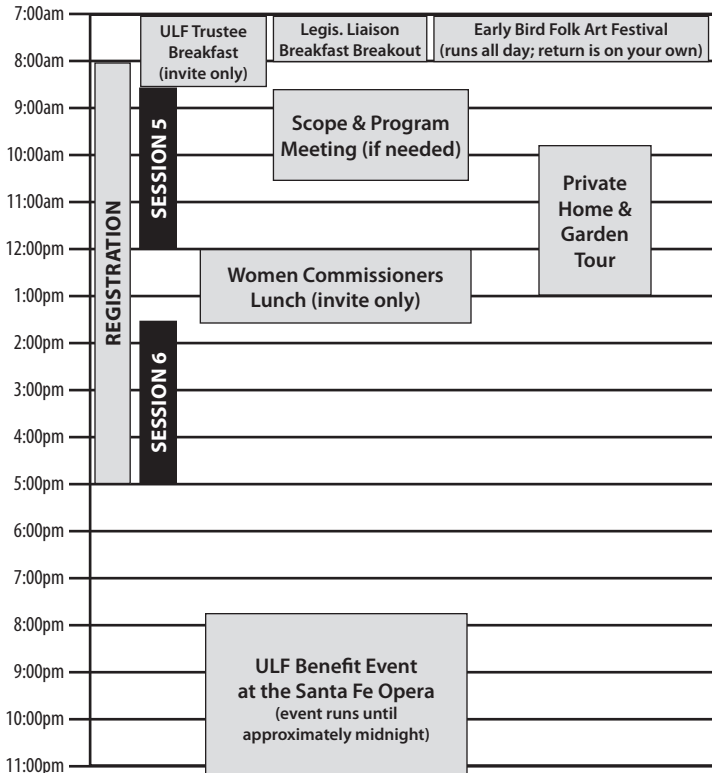 7:00am
8:00am
9:00am
10:00am
11:00am
12:00pm
1:00pm
2:00pm
3:00pm
4:00pm
5:00pm
6:00pm
7:00pm
8:00pm
9:00pm
10:00pm
11:00pm
REGISTRATION
ULF Trustee
Breakfast
(invite only)
Legis. Liaison
Breakfast Breakout
Early Bird Folk Art Festival
(runs all day; return is on your own)
SESSION 5
Scope & Program
Meeting (if needed)
Private
Home &
Garden
Tour
Women Commissioners
Lunch (invite only)
SESSION 6
ULF Benefit Event
at the Santa Fe Opera
(event runs until
approximately midnight)